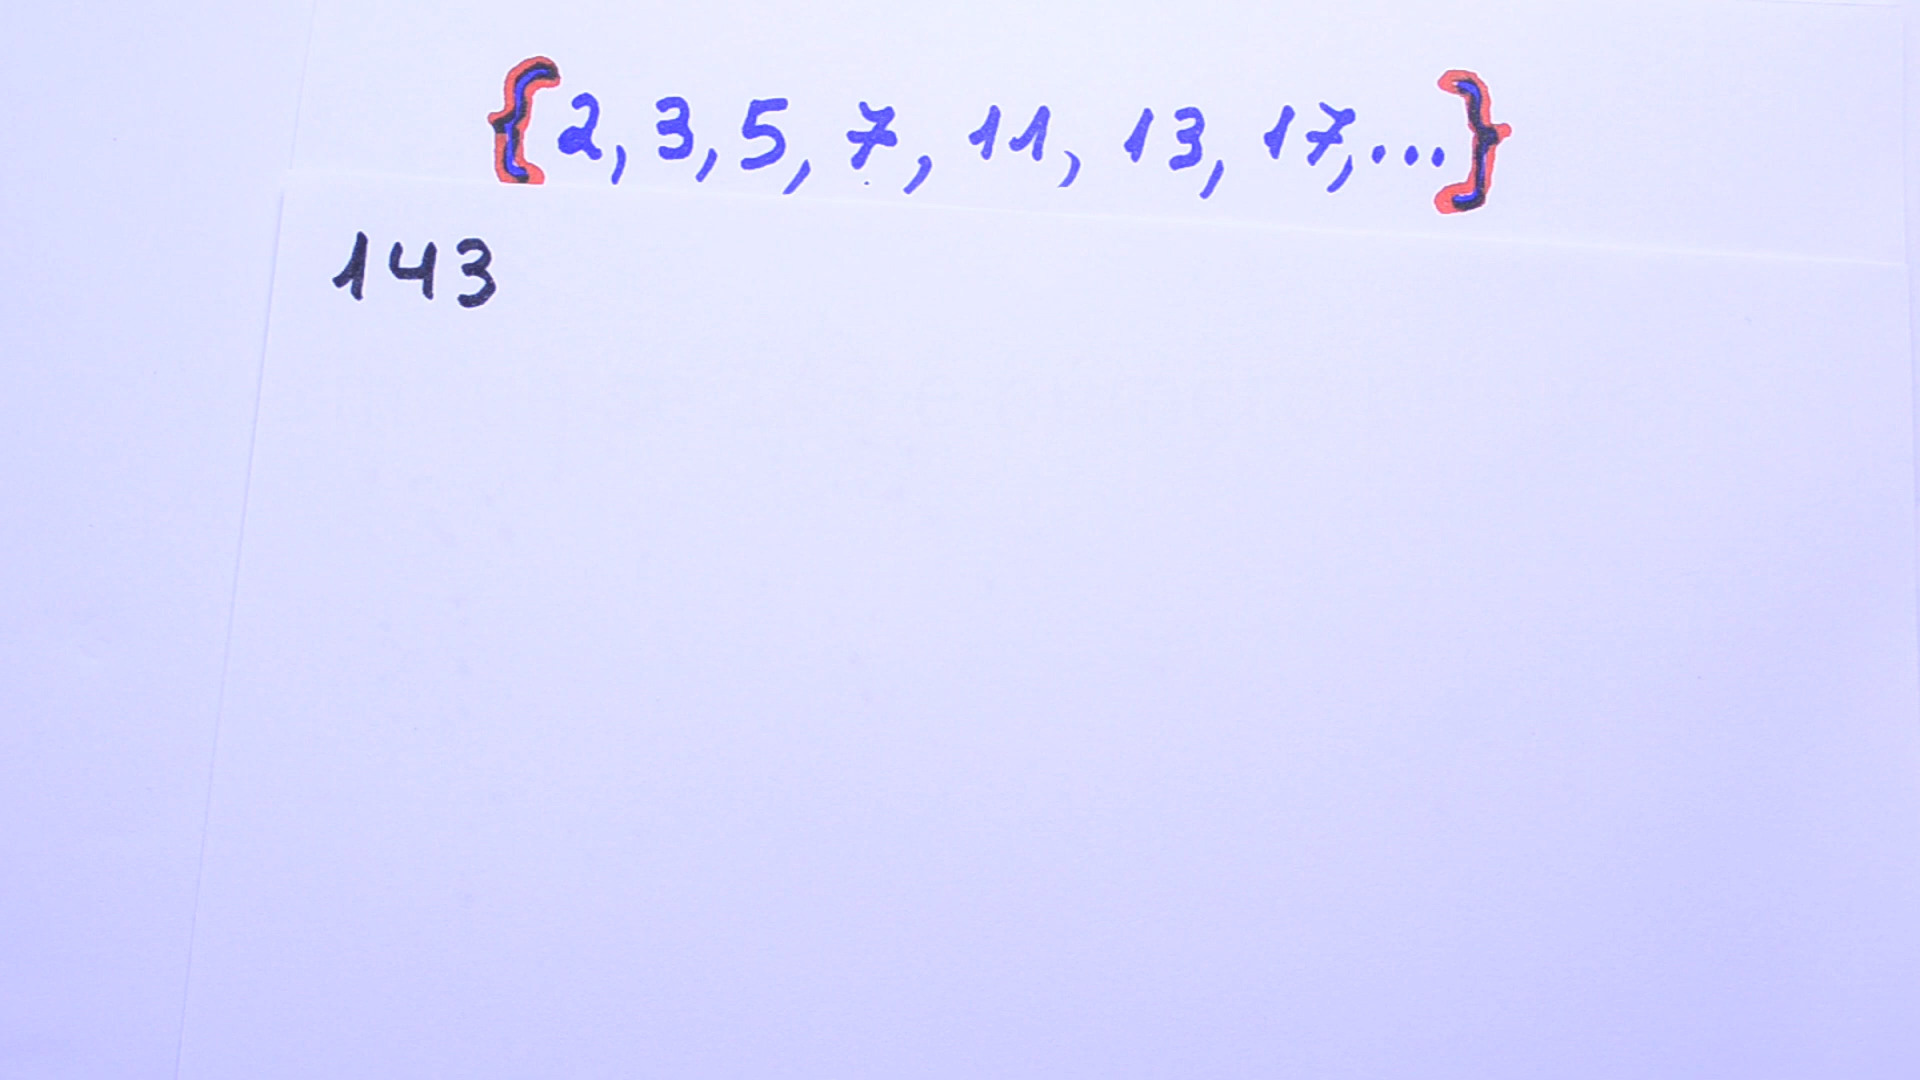 {2, 3, 5, 7, 11, 13, 17,...}
143